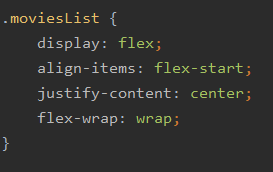 .moviesList {
    display: flex;
    align-items: flex-start;
    justify-content: center;
    flex-wrap: wrap;
}